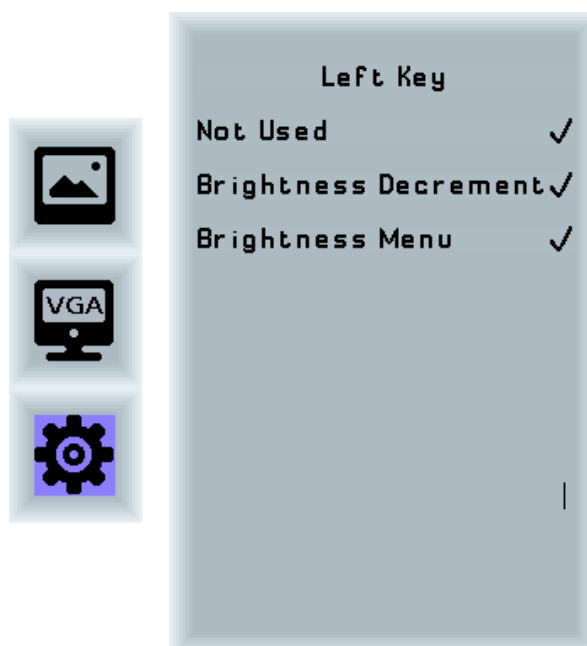 Left Key
Not Used ✓
Brightness Decrement ✓
Brightness Menu ✓
VGA